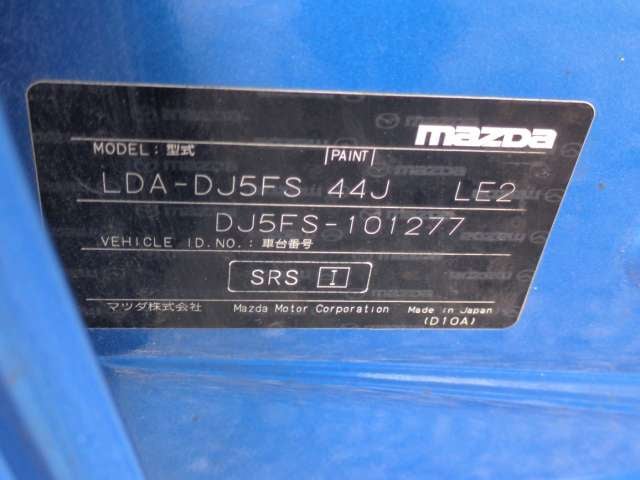 mazda
MODEL: 型式 PAINT
LDA-DJ5FS 44J LE2
DJ5FS-101277
VEHICLE ID.NO.: 車台番号
SRS I
マツダ株式会社 Mazda Motor Corporation Made in Japan
(D10A)